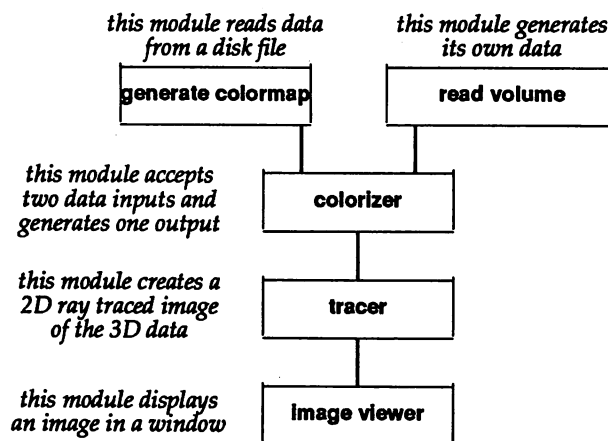 this module reads data
from a disk file
this module generates
its own data
generate colormap
read volume
this module accepts
two data inputs and
generates one output
colorizer
this module creates a
2D ray traced image
of the 3D data
tracer
this module displays
an image in a window
image viewer